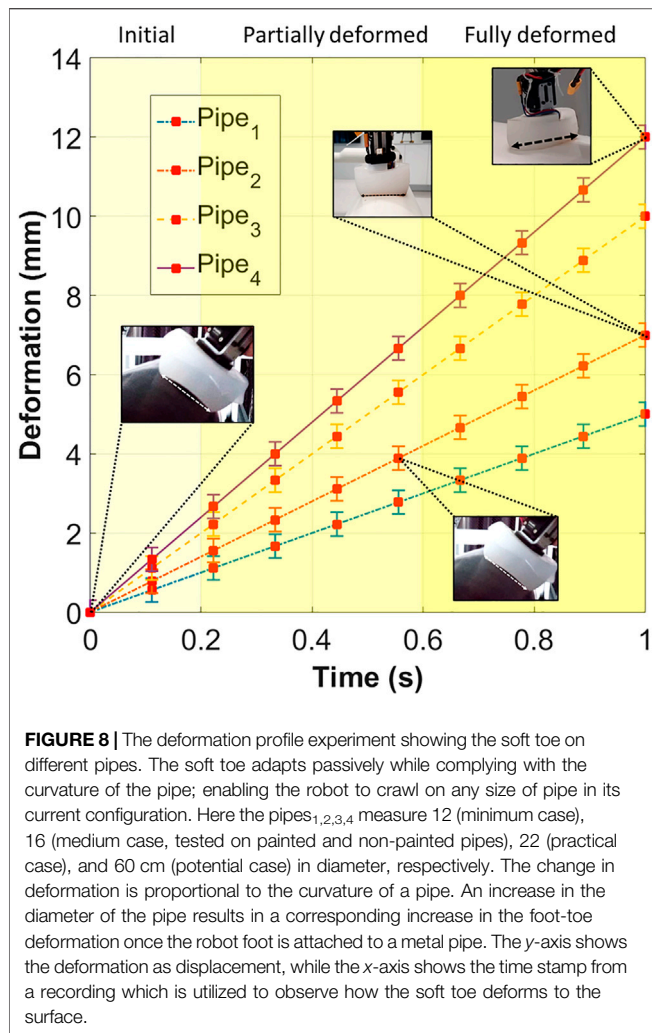 Initial Partially deformed Fully deformed
14
12
10
8
6
4
2
0
Deformation (mm)
Pipe1
Pipe2
Pipe3
Pipe4
0 0.2 0.4 0.6 0.8 1
Time (s)
FIGURE 8 | The deformation profile experiment showing the soft toe on
different pipes. The soft toe adapts passively while complying with the
curvature of the pipe; enabling the robot to crawl on any size of pipe in its
current configuration. Here the pipes1,2,3,4 measure 12 (minimum case),
16 (medium case, tested on painted and non-painted pipes), 22 (practical
case), and 60 cm (potential case) in diameter, respectively. The change in
deformation is proportional to the curvature of a pipe. An increase in the
diameter of the pipe results in a corresponding increase in the foot-toe
deformation once the robot foot is attached to a metal pipe. The y-axis shows
the deformation as displacement, while the x-axis shows the time stamp from
a recording which is utilized to observe how the soft toe deforms to the
surface.